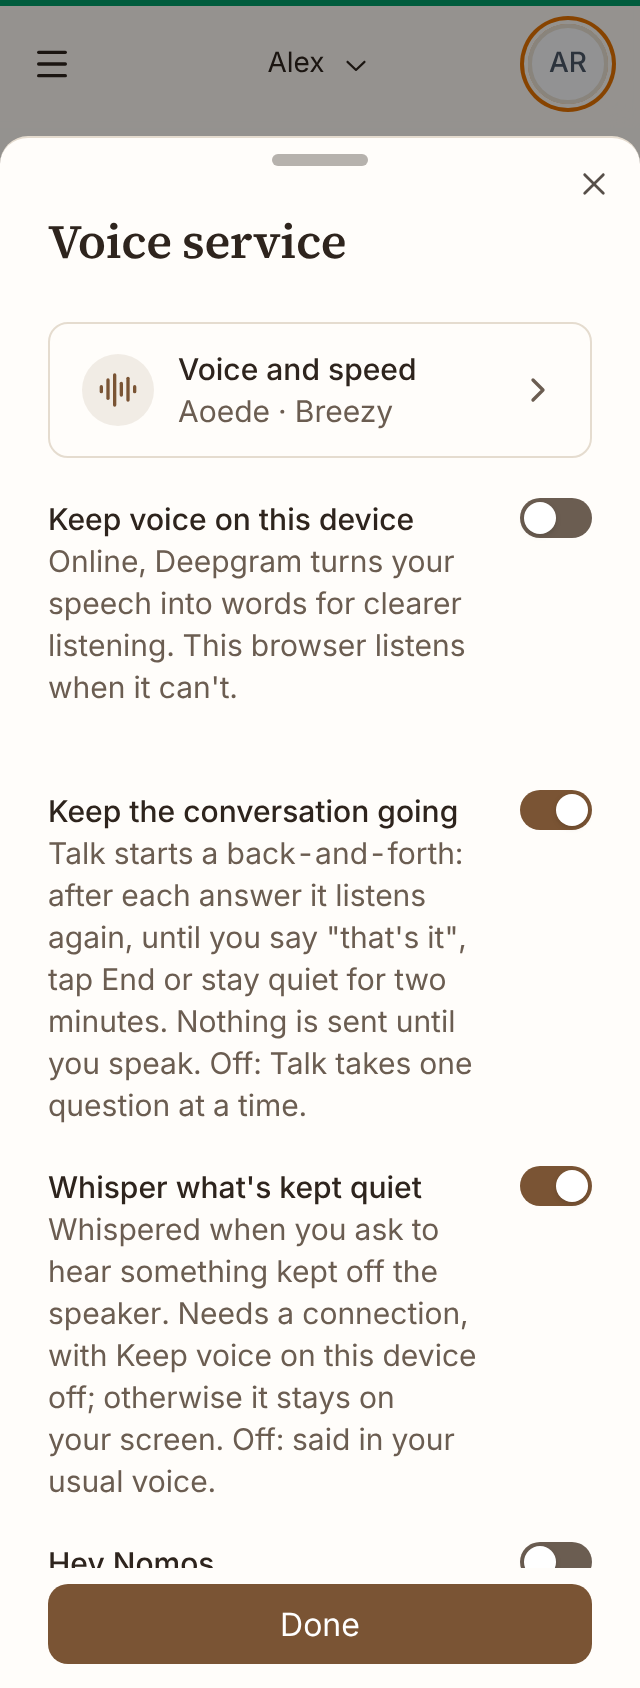 Alex
AR
Voice service
Voice and speed
Aoede · Breezy
Keep voice on this device
Online, Deepgram turns your
speech into words for clearer
listening. This browser listens
when it can't.
Keep the conversation going
Talk starts a back-and-forth:
after each answer it listens
again, until you say "that's it",
tap End or stay quiet for two
minutes. Nothing is sent until
you speak. Off: Talk takes one
question at a time.
Whisper what's kept quiet
Whispered when you ask to
hear something kept off the
speaker. Needs a connection,
with Keep voice on this device
off; otherwise it stays on
your screen. Off: said in your
usual voice.
Hey Nomos
Done